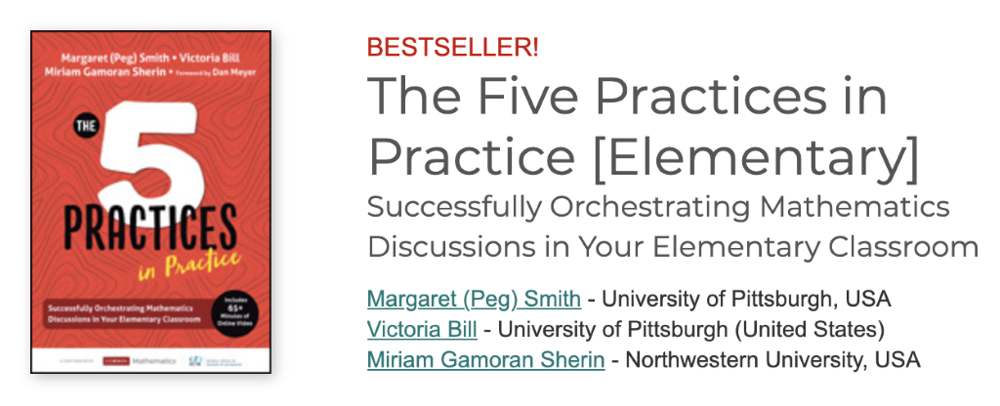 Margaret (Peg) Smith • Victoria Bill
Miriam Gamoran Sherin • Foreword by Dan Meyer
THE
5
PRACTICES
in Practice
Successfully Orchestrating Mathematics
Discussions in Your Elementary Classroom
Includes
65+
Minutes of
Online Video
CORWIN Mathematics
BESTSELLER!
The Five Practices in
Practice [Elementary]
Successfully Orchestrating Mathematics
Discussions in Your Elementary Classroom
Margaret (Peg) Smith - University of Pittsburgh, USA
Victoria Bill - University of Pittsburgh (United States)
Miriam Gamoran Sherin - Northwestern University, USA